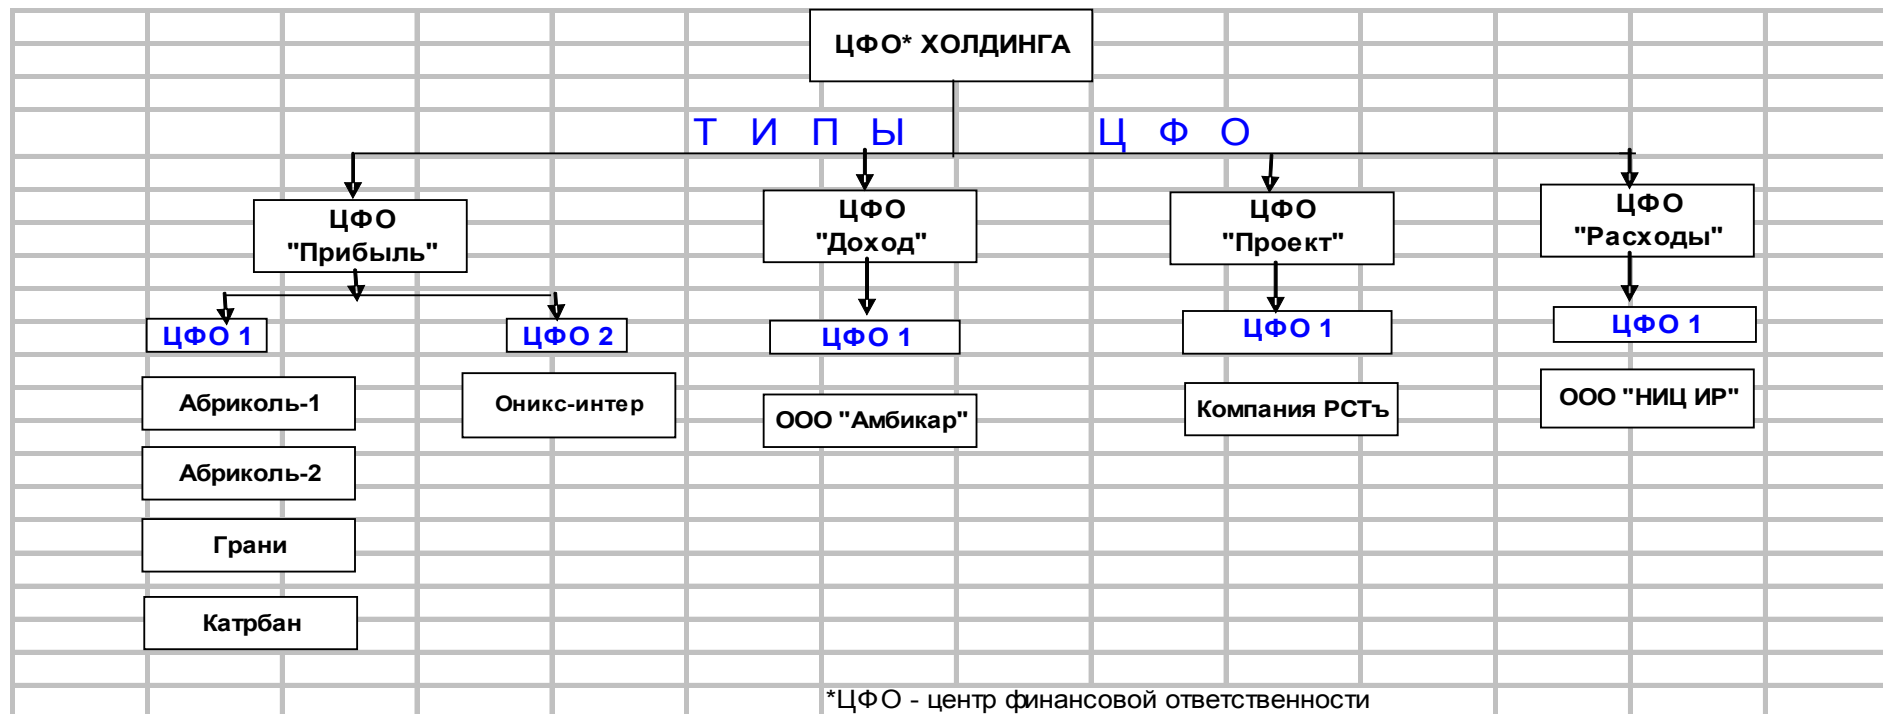 ЦФО* ХОЛДИНГА
Т И П Ы Ц Ф О
ЦФО
"Прибыль"
ЦФО
"Доход"
ЦФО
"Проект"
ЦФО
"Расходы"
ЦФО 1
ЦФО 2
ЦФО 1
ЦФО 1
ЦФО 1
Абриколь-1
Оникс-интер
ООО "Амбикар"
Компания РСТъ
ООО "НИЦ ИР"
Абриколь-2
Грани
Катрбан
*ЦФО - центр финансовой ответственности